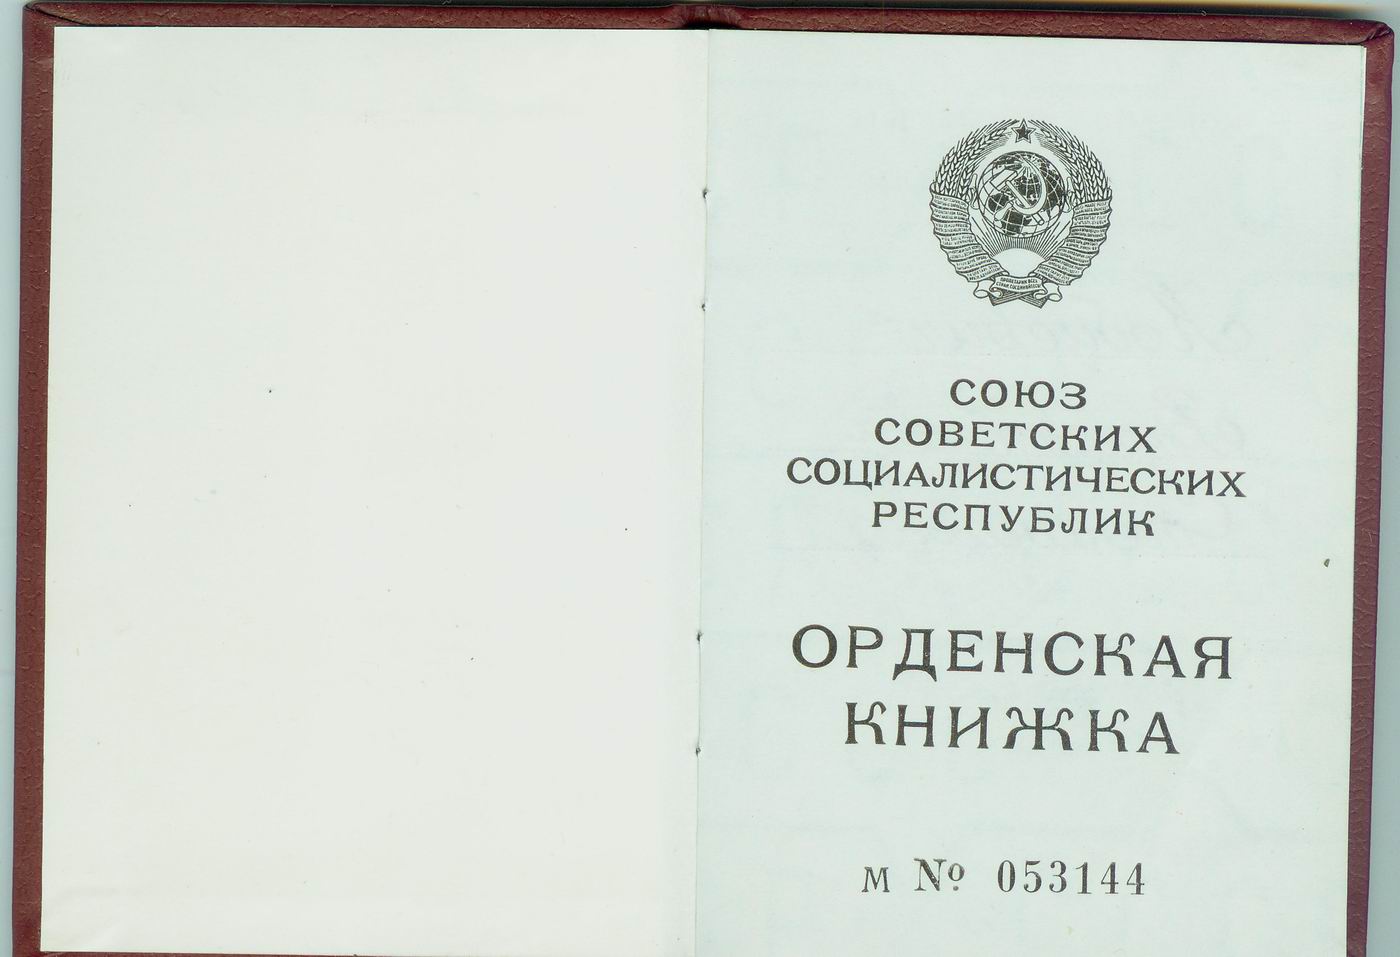 СОЮЗ
СОВЕТСКИХ
СОЦИАЛИСТИЧЕСКИХ
РЕСПУБЛИК
ОРДЕНСКАЯ
КНИЖКА
М № 053144